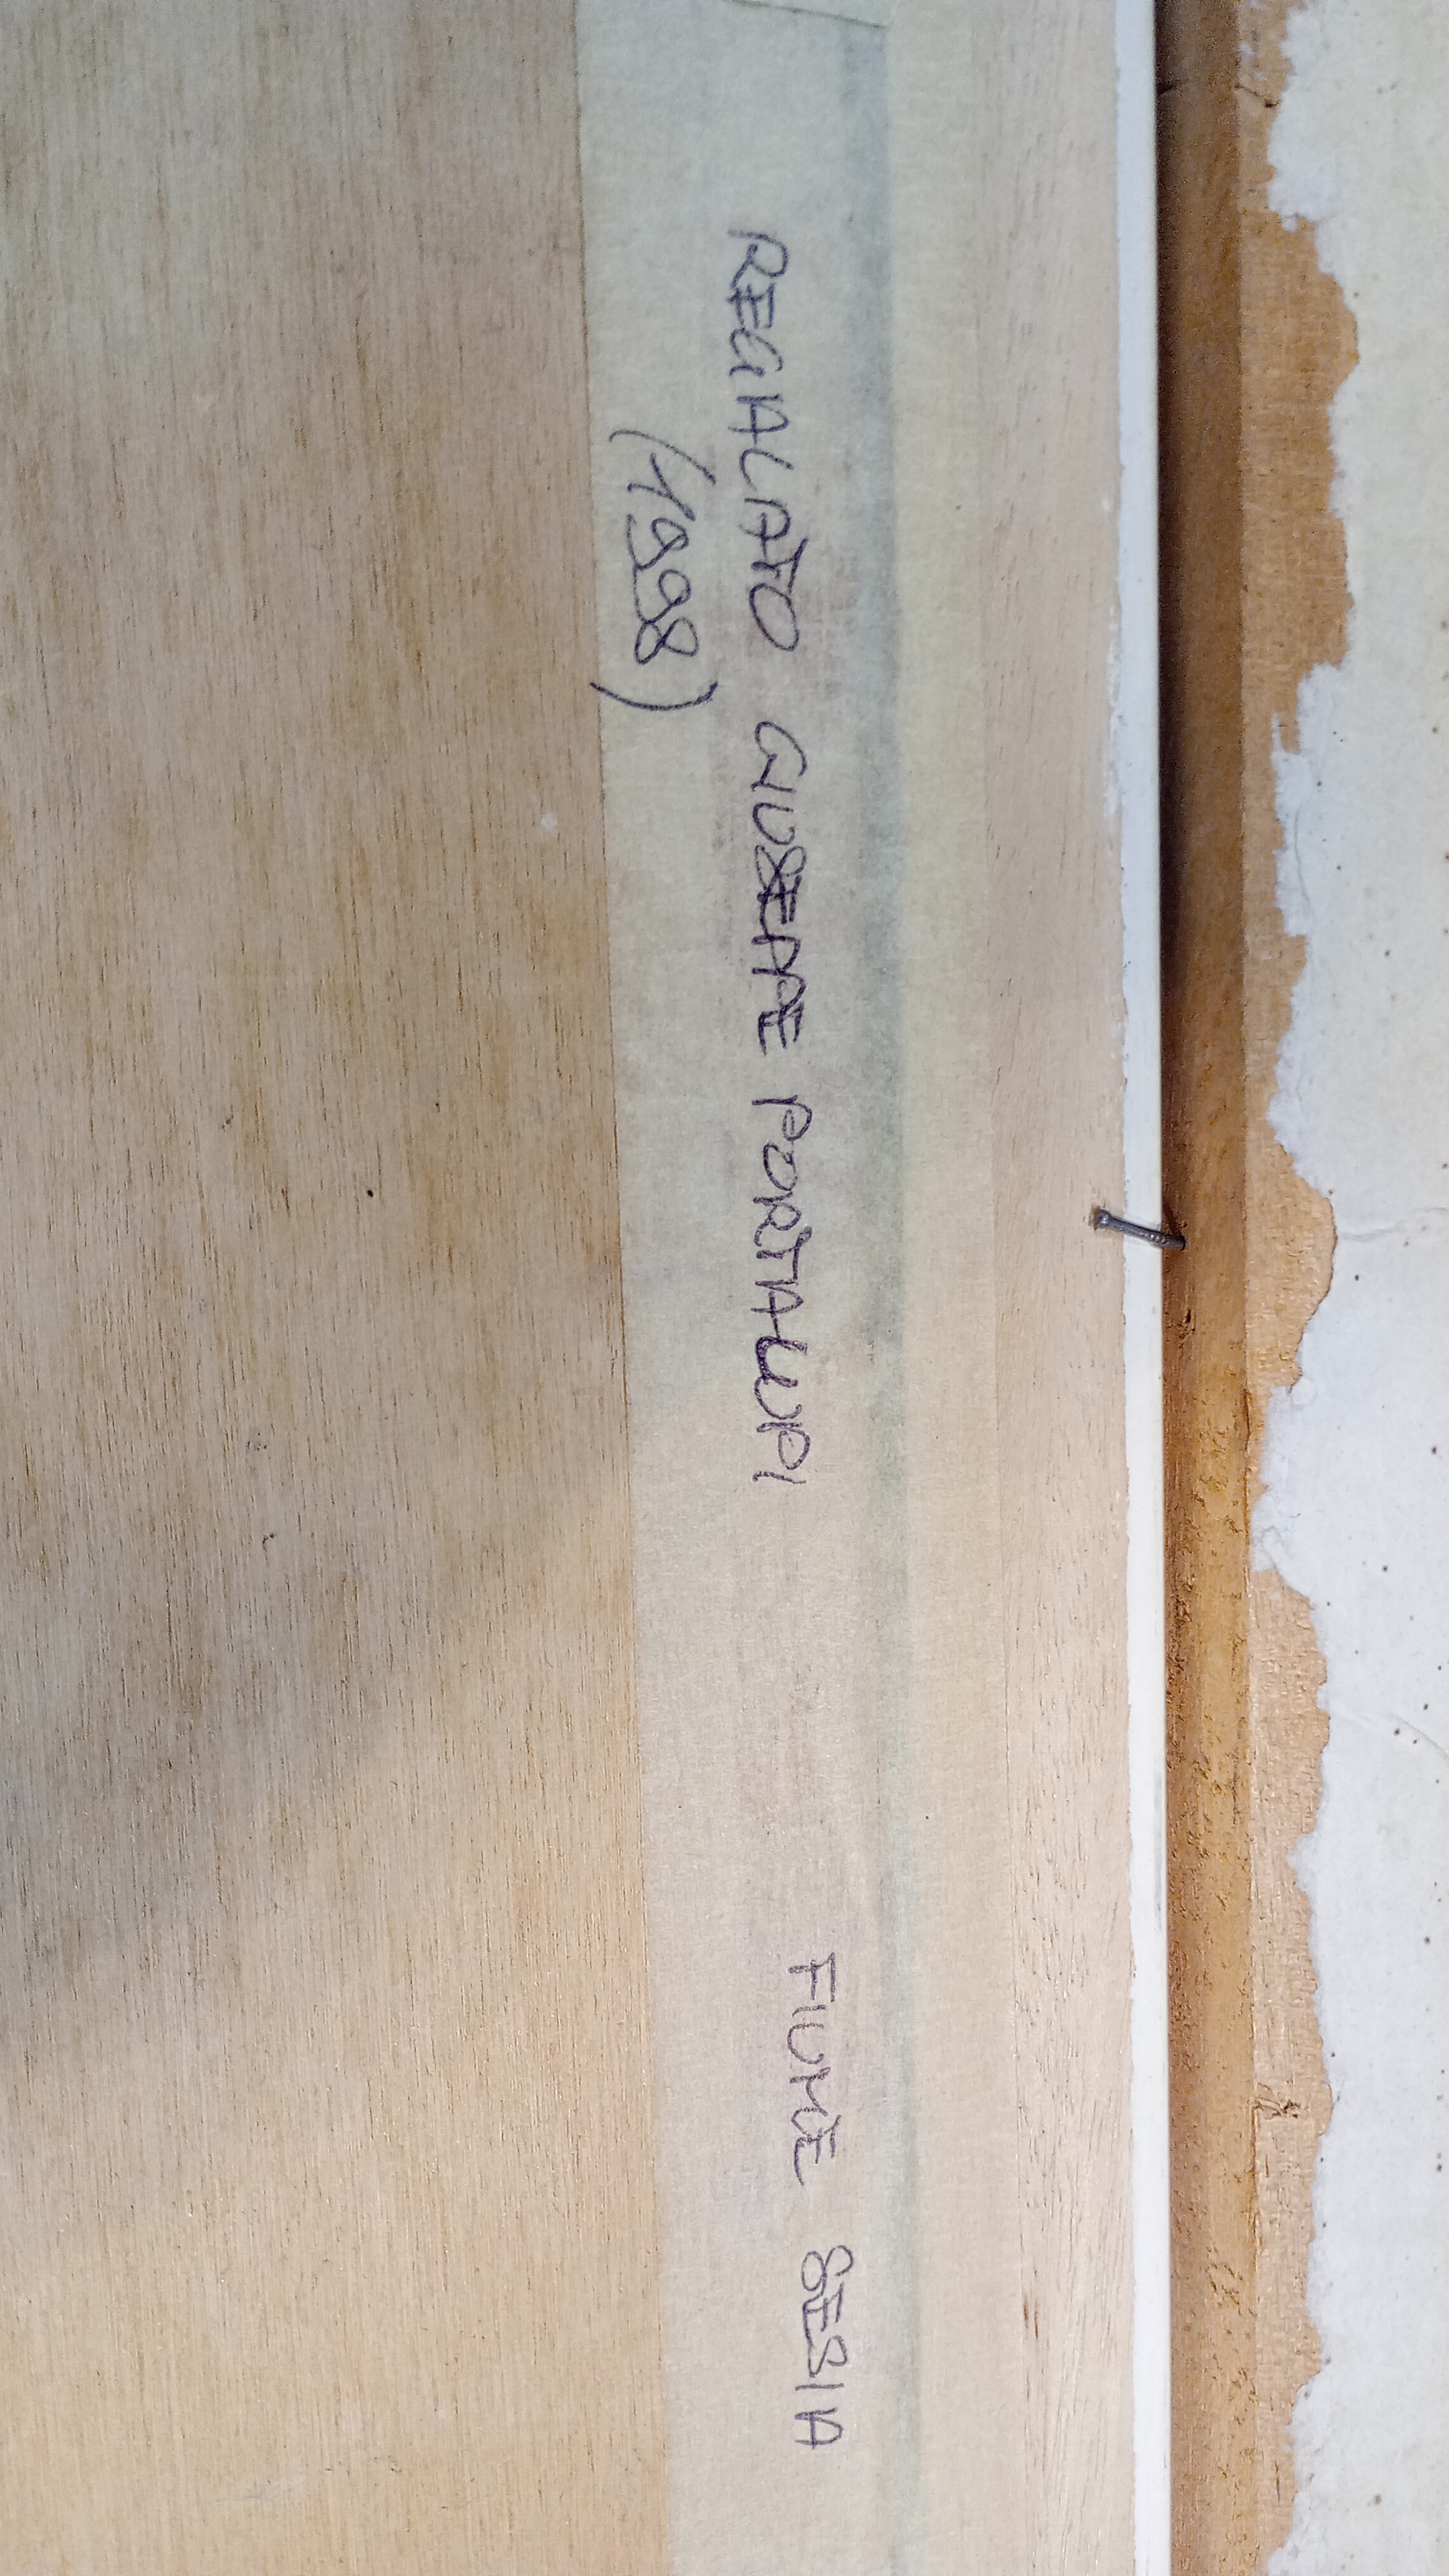 REGALATO GIUSEPPE PORTALUPI
(1998)
FIUME SESIA